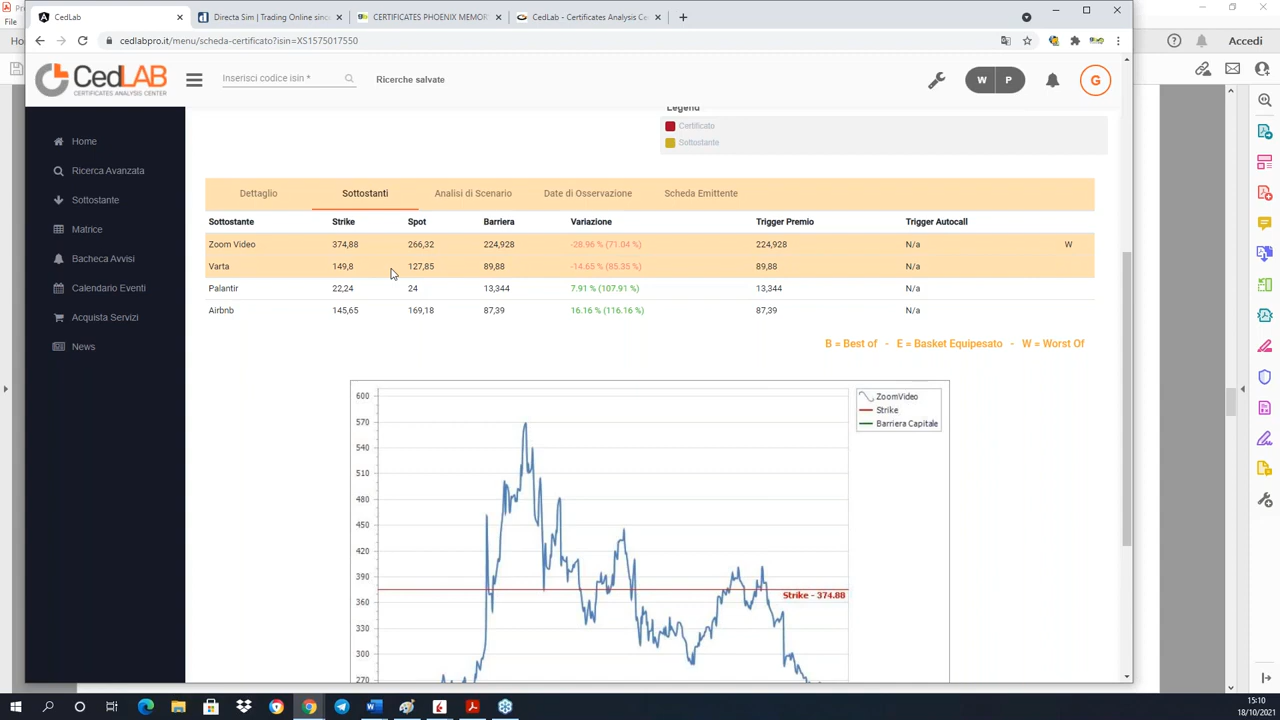 CedLab
Directa Sim | Trading Online sinc
CERTIFICATES PHOENIX MEMOR
CedLab - Certificates Analysis Ce
File
cedlabpro.it/menu/scheda-certificato?isin=XS1575017550
Accedi
CedLAB
CERTIFICATES ANALYSIS CENTER
Inserisci codice isin *
Ricerche salvate
W P
G
Legend
Certificato
Sottostante
Home
Ricerca Avanzata
Sottostante
Matrice
Bacheca Avvisi
Calendario Eventi
Acquista Servizi
News
Dettaglio Sottostanti Analisi di Scenario Date di Osservazione Scheda Emittente
Sottostante Strike Spot Barriera Variazione Trigger Premio Trigger Autocall
Zoom Video 374,88 266,32 224,928 -28.96 % (71.04 %) 224,928 N/a W
Varta 149,8 127,85 89,88 -14.65 % (85.35 %) 89,88 N/a
Palantir 22,24 24 13,344 7.91 % (107.91 %) 13,344 N/a
Airbnb 145,65 169,18 87,39 16.16 % (116.16 %) 87,39 N/a
B = Best of - E = Basket Equipesato - W = Worst Of
600
570
540
510
480
450
420
390
360
330
300
270
ZoomVideo
Strike
Barriera Capitale
Strike - 374.88
15:10
18/10/2021